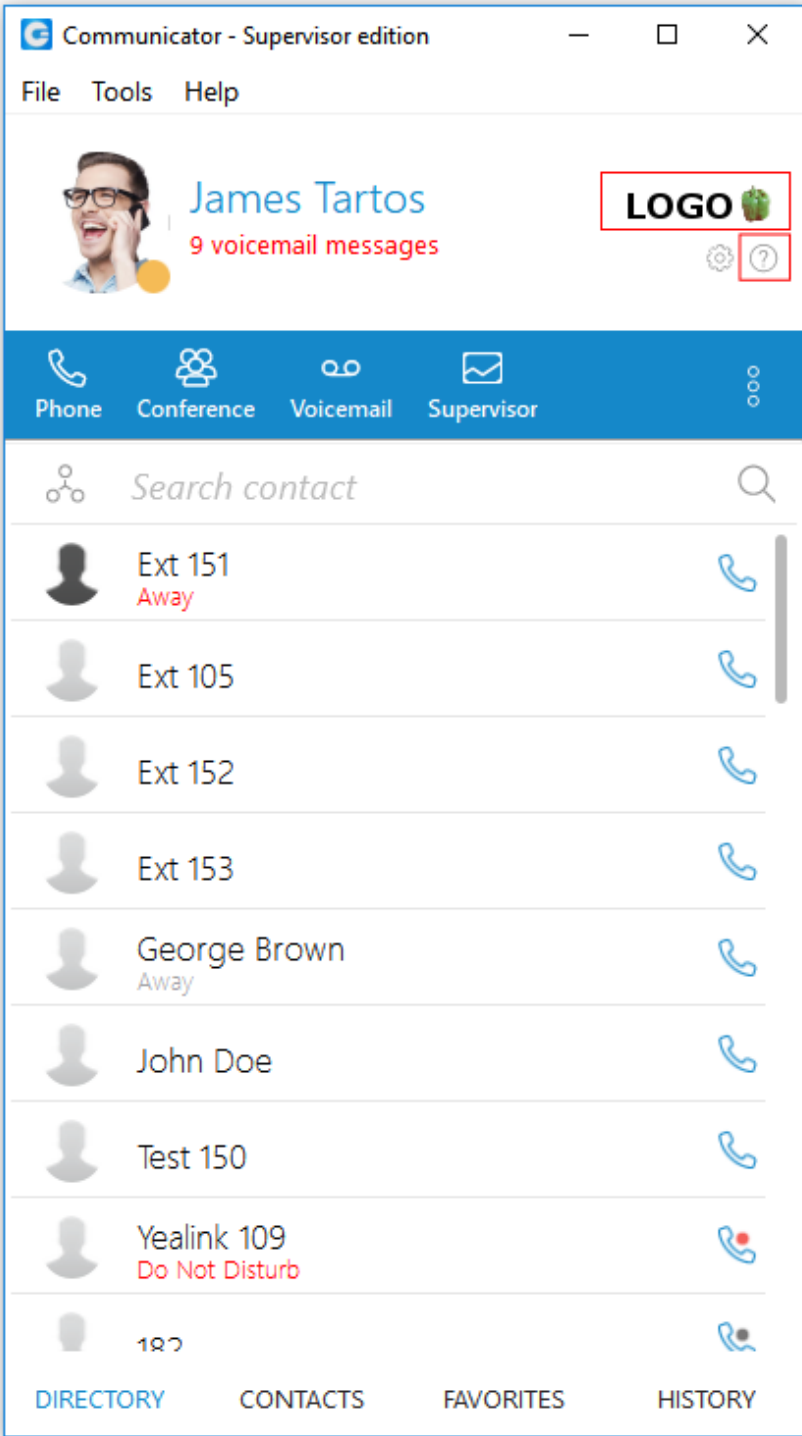 Communicator - Supervisor edition
File Tools Help
James Tartos
9 voicemail messages
LOGO
Phone Conference Voicemail Supervisor
Search contact
Ext 151
Away
Ext 105
Ext 152
Ext 153
George Brown
Away
John Doe
Test 150
Yealink 109
Do Not Disturb
182
DIRECTORY CONTACTS FAVORITES HISTORY